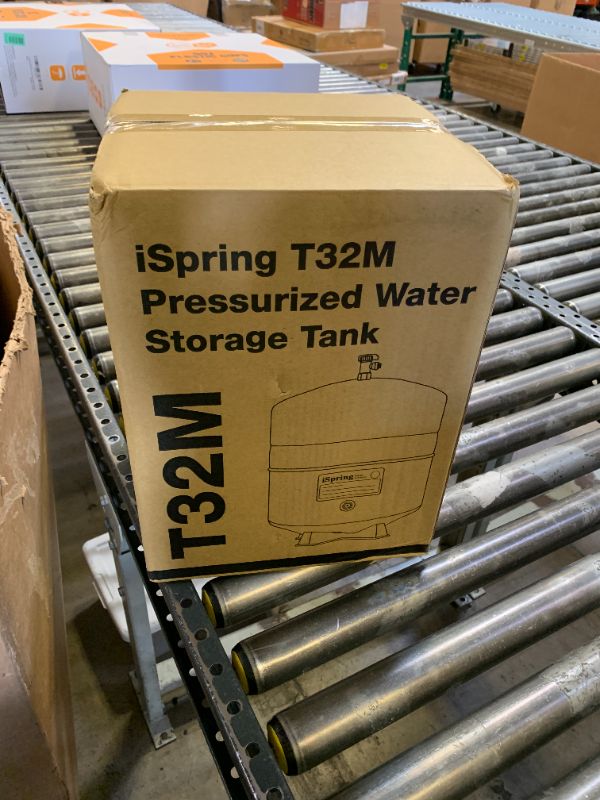 iSpring T32M
Pressurized Water
Storage Tank
T32M
iSpring